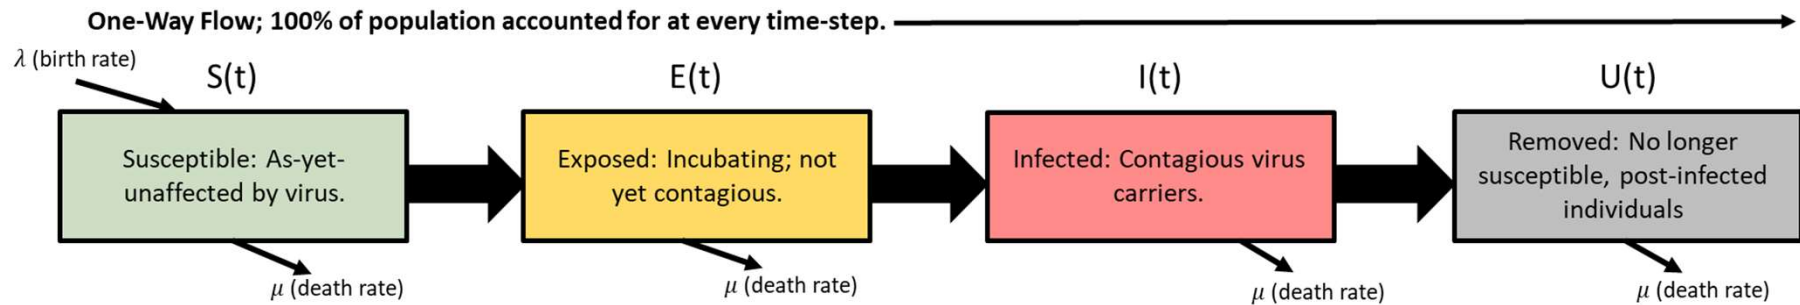 One-Way Flow; 100% of population accounted for at every time-step.
λ (birth rate)
S(t)
E(t)
I(t)
U(t)
Susceptible: As-yet-
unaffected by virus.
Exposed: Incubating; not
yet contagious.
Infected: Contagious virus
carriers.
Removed: No longer
susceptible, post-infected
individuals
μ (death rate)
μ (death rate)
μ (death rate)
μ (death rate)